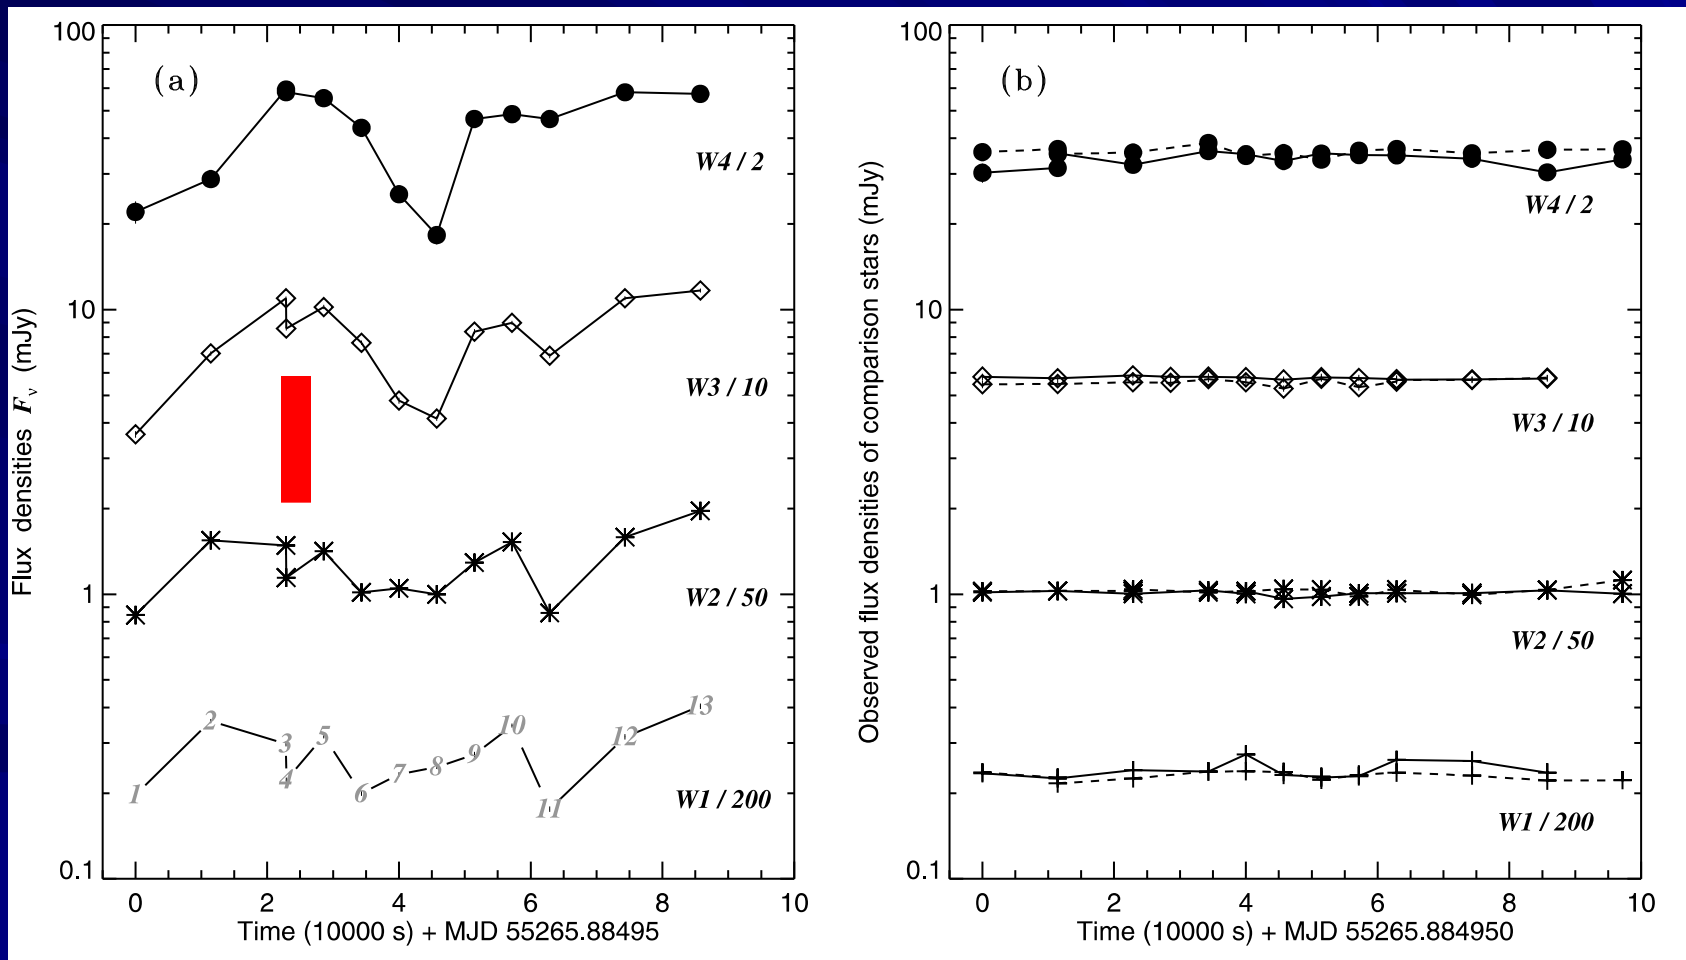 100
10
1
0.1
(a)
W4 / 2
W3 / 10
W2 / 50
W1 / 200
1
2
3
4
5
6
7
8
9
10
11
12
13
0 2 4 6 8 10
Time (10000 s) + MJD 55265.88495
Flux densities Fν (mJy)
100
10
1
0.1
(b)
W4 / 2
W3 / 10
W2 / 50
W1 / 200
0 2 4 6 8 10
Time (10000 s) + MJD 55265.884950
Observed flux densities of comparison stars (mJy)